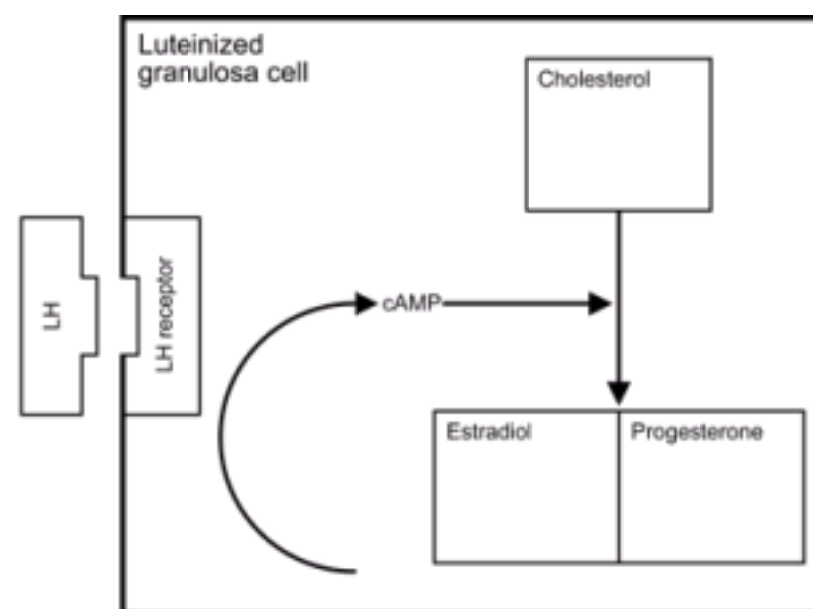 Luteinized
granulosa cell
Cholesterol
LH
LH receptor
cAMP
Estradiol
Progesterone